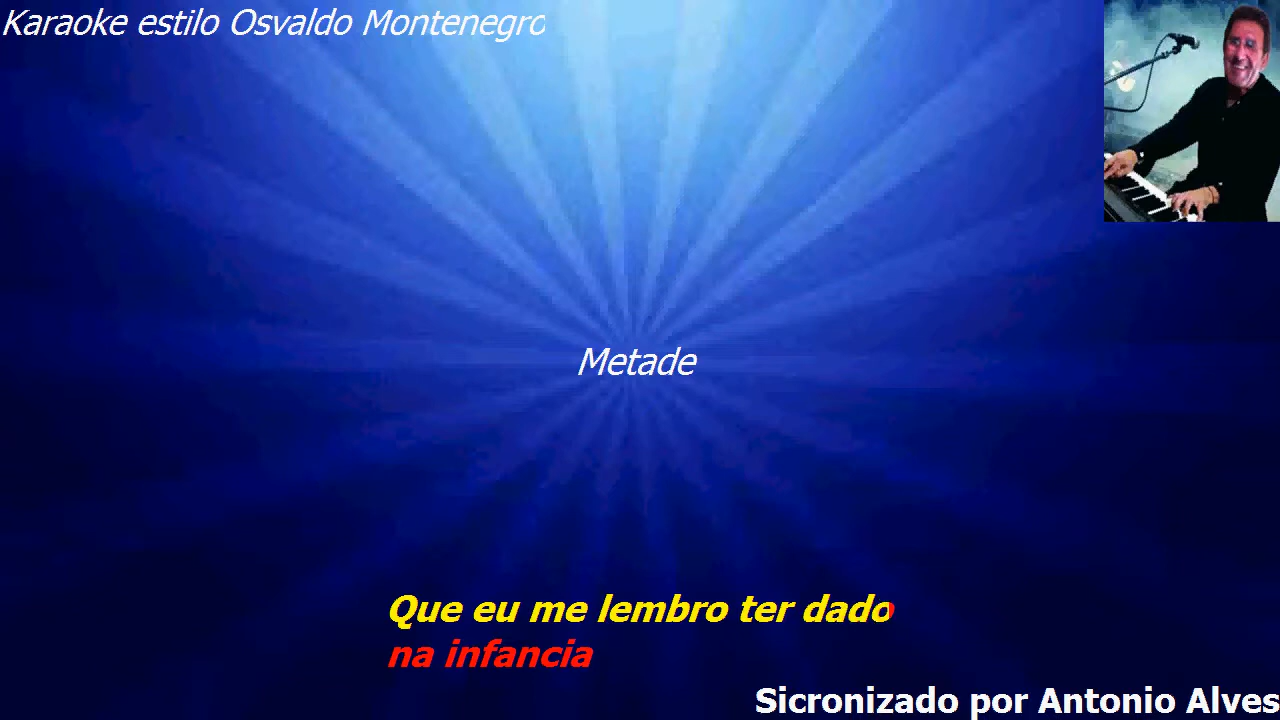 Karaoke estilo Osvaldo Montenegro
Metade
Que eu me lembro ter dado
na infancia
Sicronizado por Antonio Alves